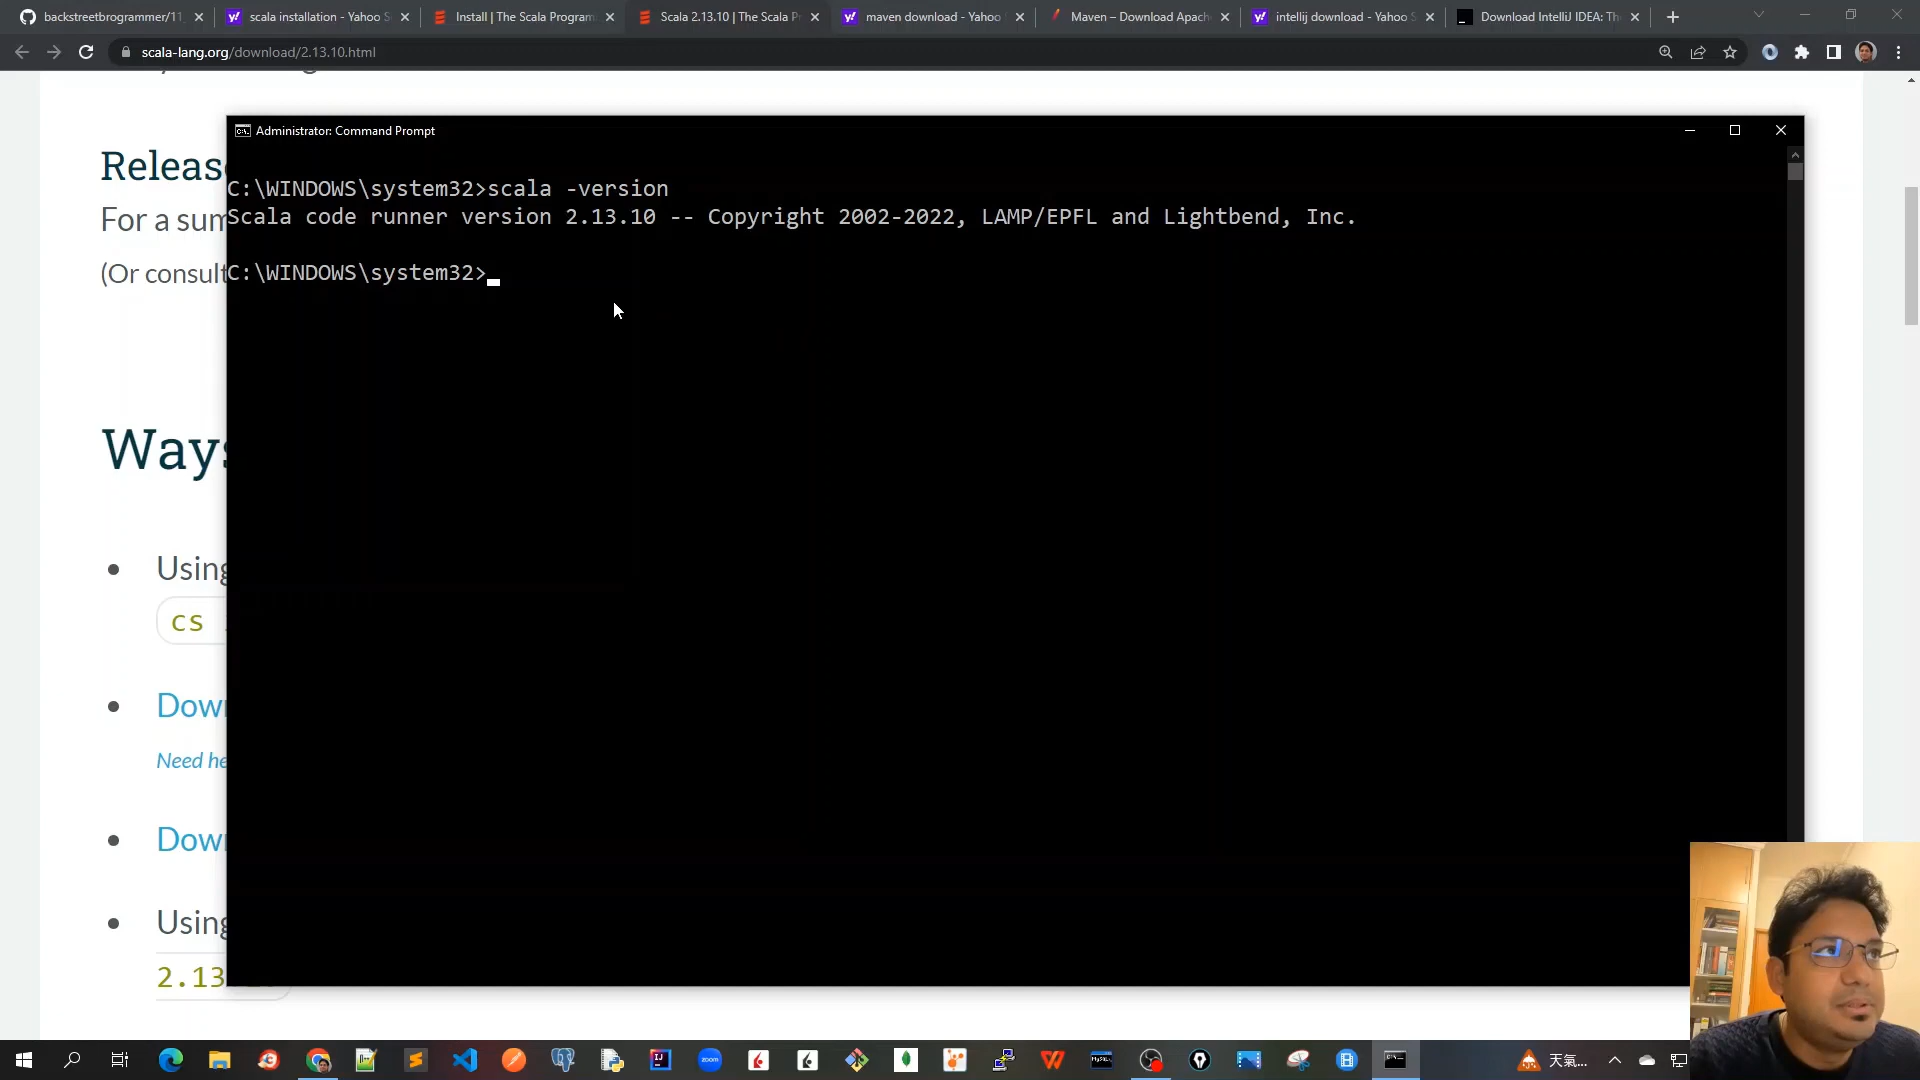 backstreetbrogrammer/11
scala installation - Yahoo S
Install | The Scala Program
Scala 2.13.10 | The Scala P
maven download - Yahoo
Maven – Download Apach
intellij download - Yahoo S
Download IntelliJ IDEA: Th
scala-lang.org/download/2.13.10.html
Administrator: Command Prompt
C:\WINDOWS\system32>scala -version
Scala code runner version 2.13.10 -- Copyright 2002-2022, LAMP/EPFL and Lightbend, Inc.
C:\WINDOWS\system32>
Releas
For a sum
(Or consult
Ways
Using
cs
Down
Need he
Down
Using
2.13
天氣...